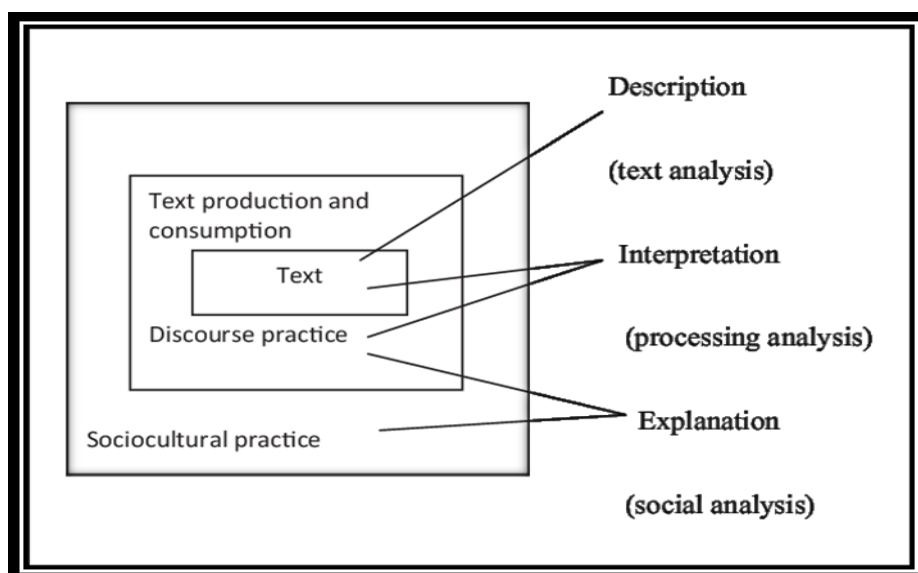 Text production and
consumption
Text
Discourse practice
Sociocultural practice
Description
(text analysis)
Interpretation
(processing analysis)
Explanation
(social analysis)